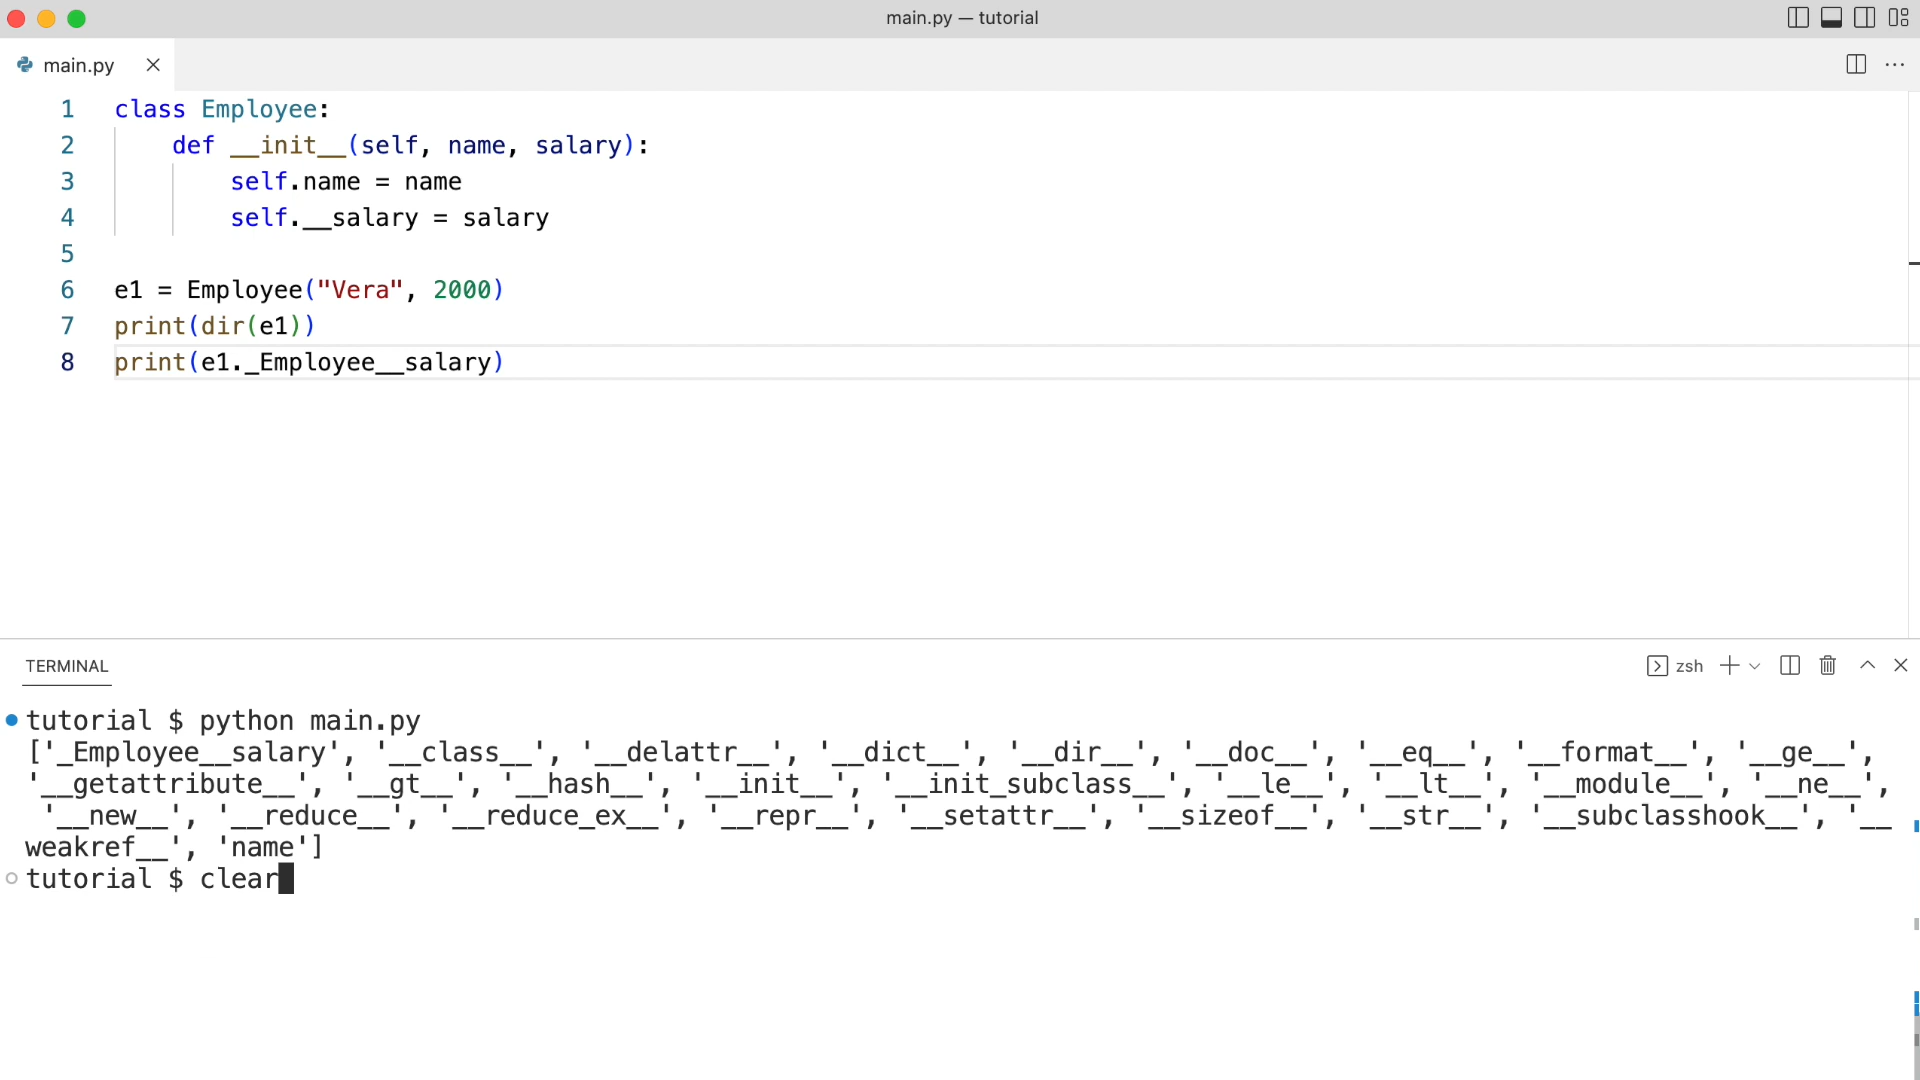 main.py — tutorial
main.py
1 class Employee:
2     def __init__(self, name, salary):
3         self.name = name
4         self.__salary = salary
5
6 e1 = Employee("Vera", 2000)
7 print(dir(e1))
8 print(e1._Employee__salary)
TERMINAL
zsh
tutorial $ python main.py
['_Employee__salary', '__class__', '__delattr__', '__dict__', '__dir__', '__doc__', '__eq__', '__format__', '__ge__',
'__getattribute__', '__gt__', '__hash__', '__init__', '__init_subclass__', '__le__', '__lt__', '__module__', '__ne__',
'__new__', '__reduce__', '__reduce_ex__', '__repr__', '__setattr__', '__sizeof__', '__str__', '__subclasshook__', '__
weakref__', 'name']
tutorial $ clear